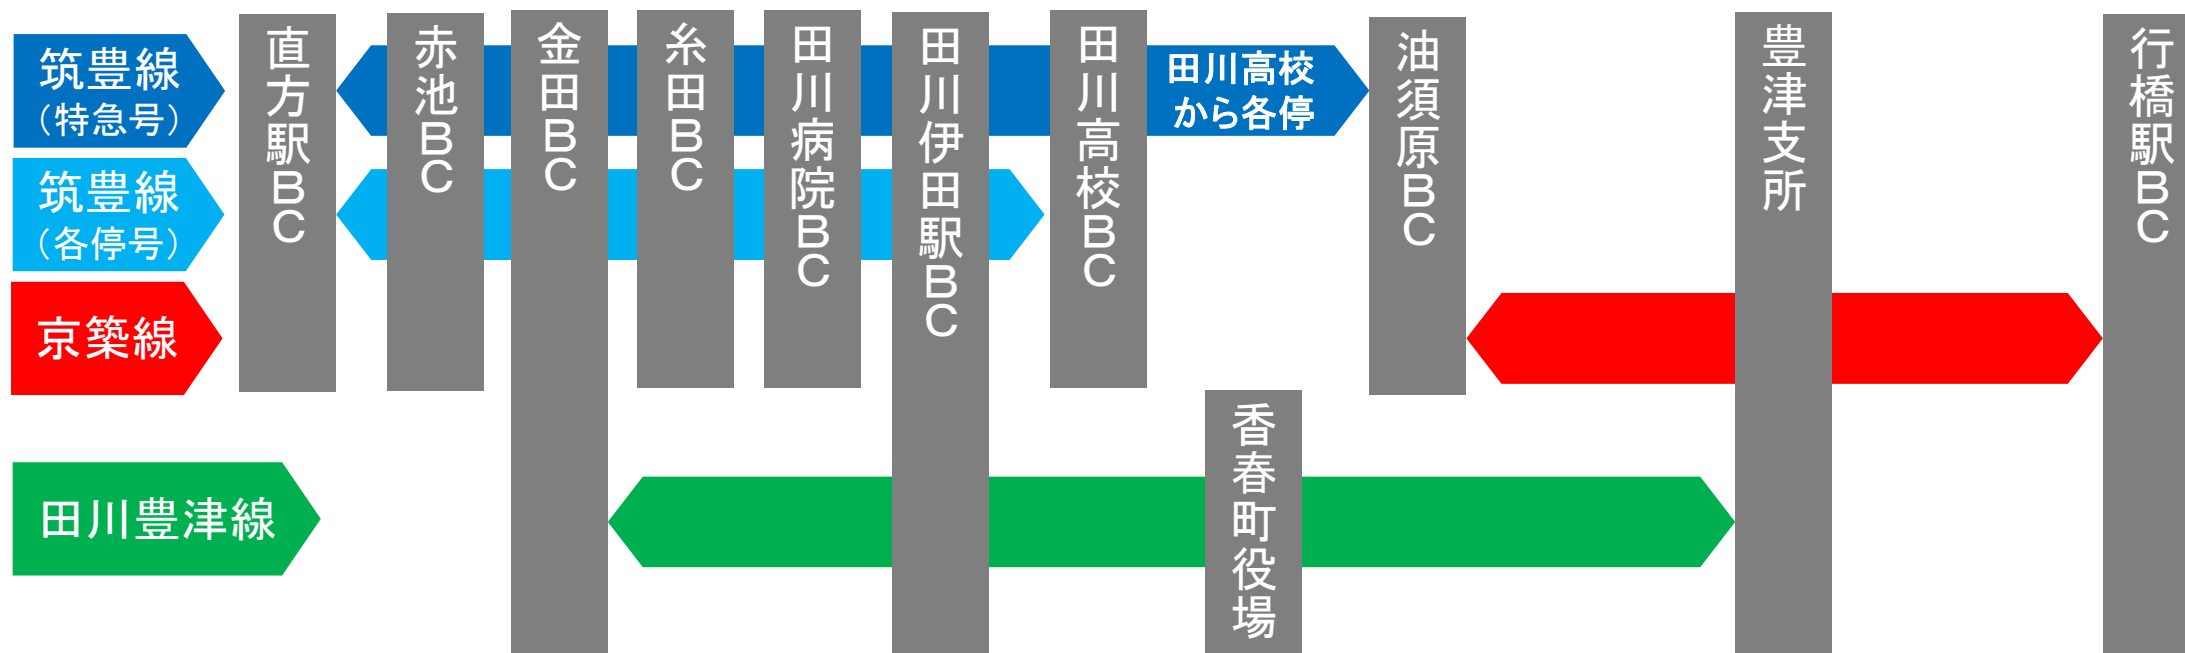 筑豊線
（特急号）
筑豊線
（各停号）
京築線
田川豊津線
直方駅ＢＣ
赤池ＢＣ
金田ＢＣ
糸田ＢＣ
田川病院ＢＣ
田川伊田駅ＢＣ
田川高校ＢＣ
田川高校
から各停
香春町役場
油須原ＢＣ
豊津支所
行橋駅ＢＣ